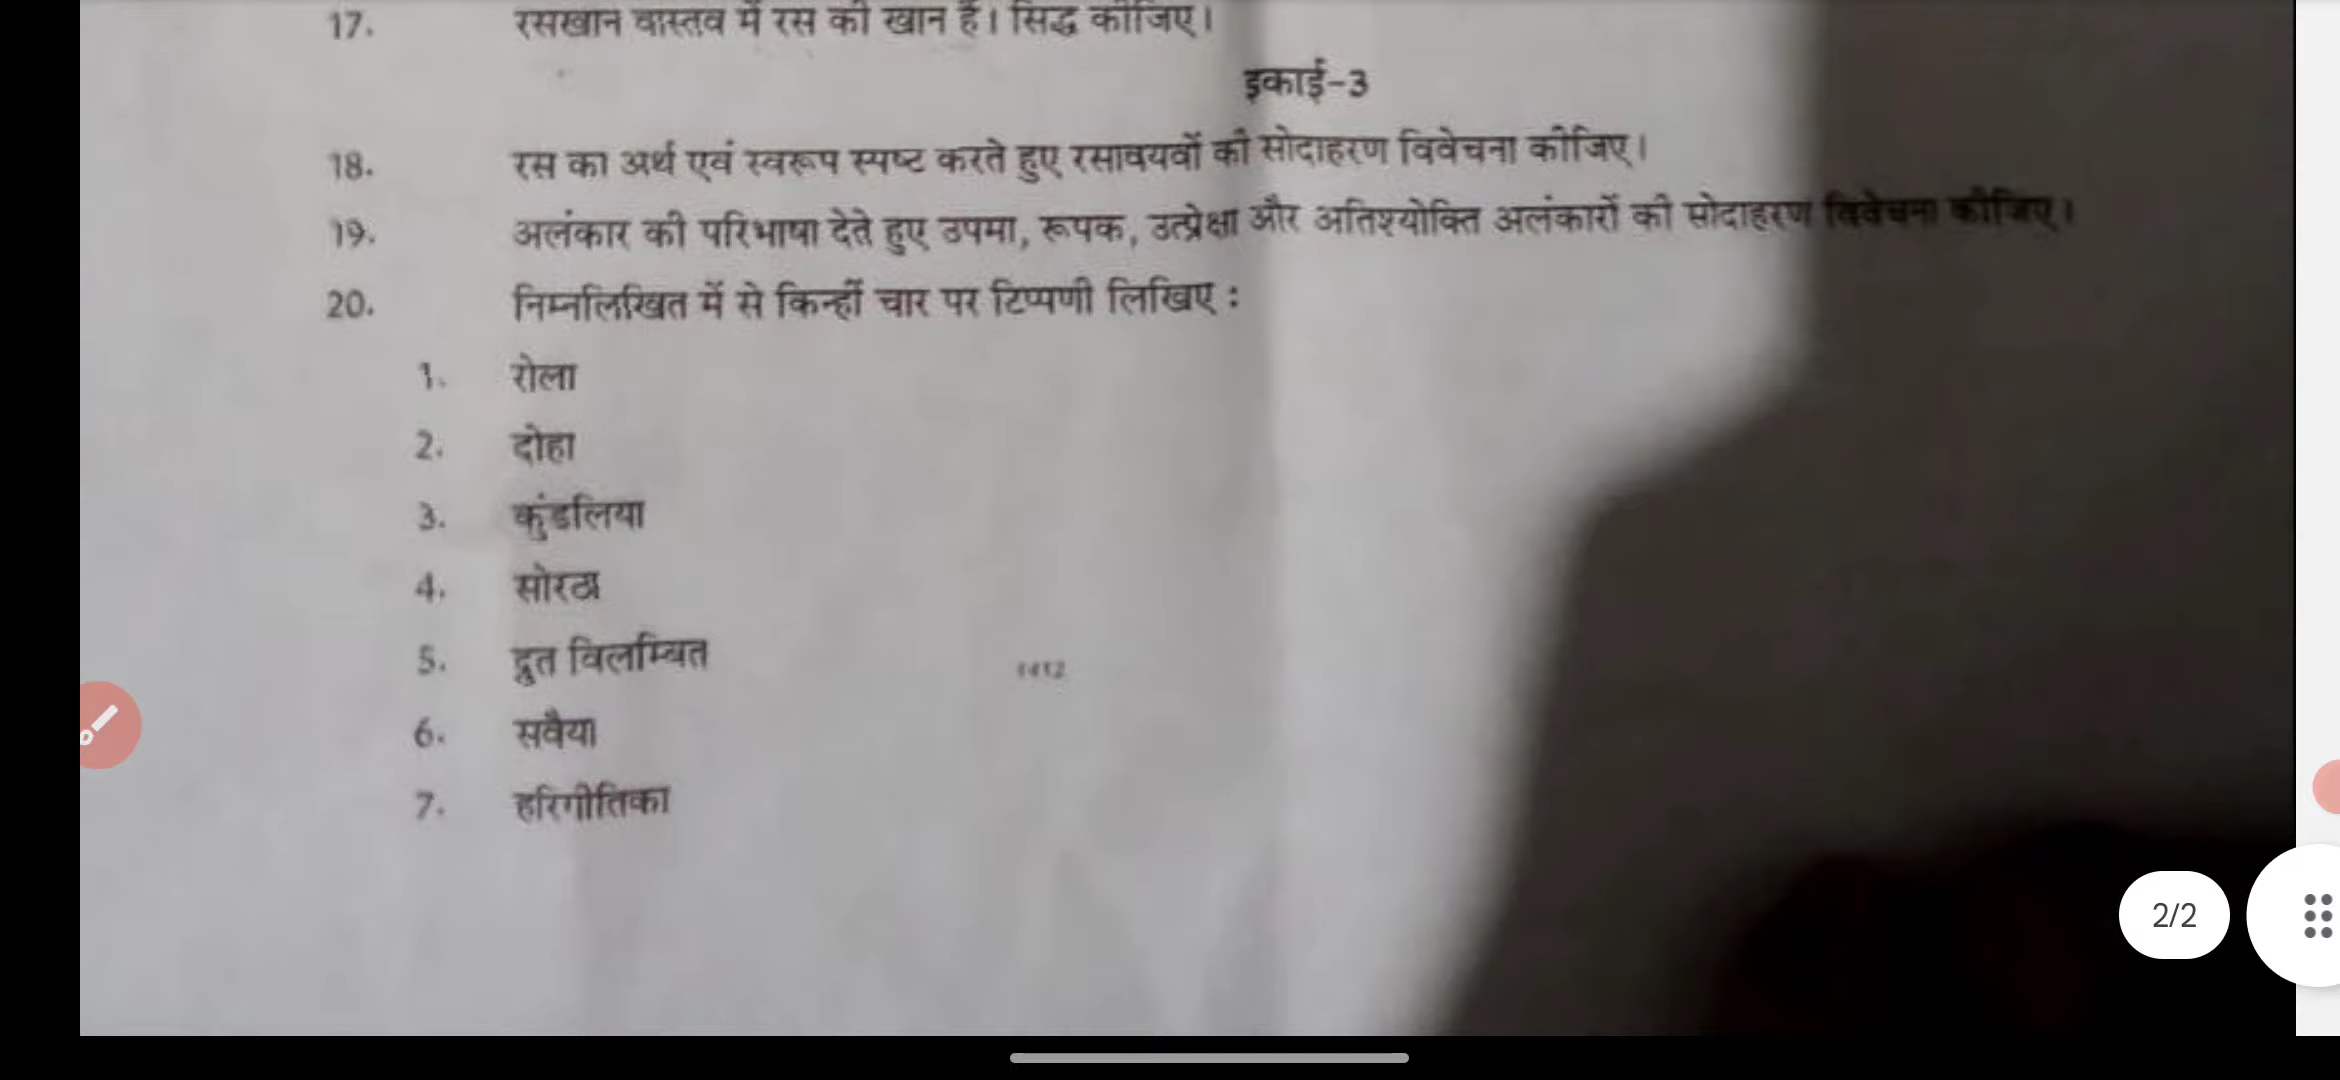 17. रसखान वास्तव में रस की खान हैं। सिद्ध कीजिए।
इकाई-3
18. रस का अर्थ एवं स्वरूप स्पष्ट करते हुए रसावयवों की सोदाहरण विवेचना कीजिए।
19. अलंकार की परिभाषा देते हुए उपमा, रूपक, उत्प्रेक्षा और अतिश्योक्ति अलंकारों की सोदाहरण विवेचना कीजिए।
20. निम्नलिखित में से किन्हीं चार पर टिप्पणी लिखिए :
1. रोला
2. दोहा
3. कुंडलिया
4. सोरठा
5. द्रुत विलम्बित
6. सवैया
7. हरिगीतिका
2/2